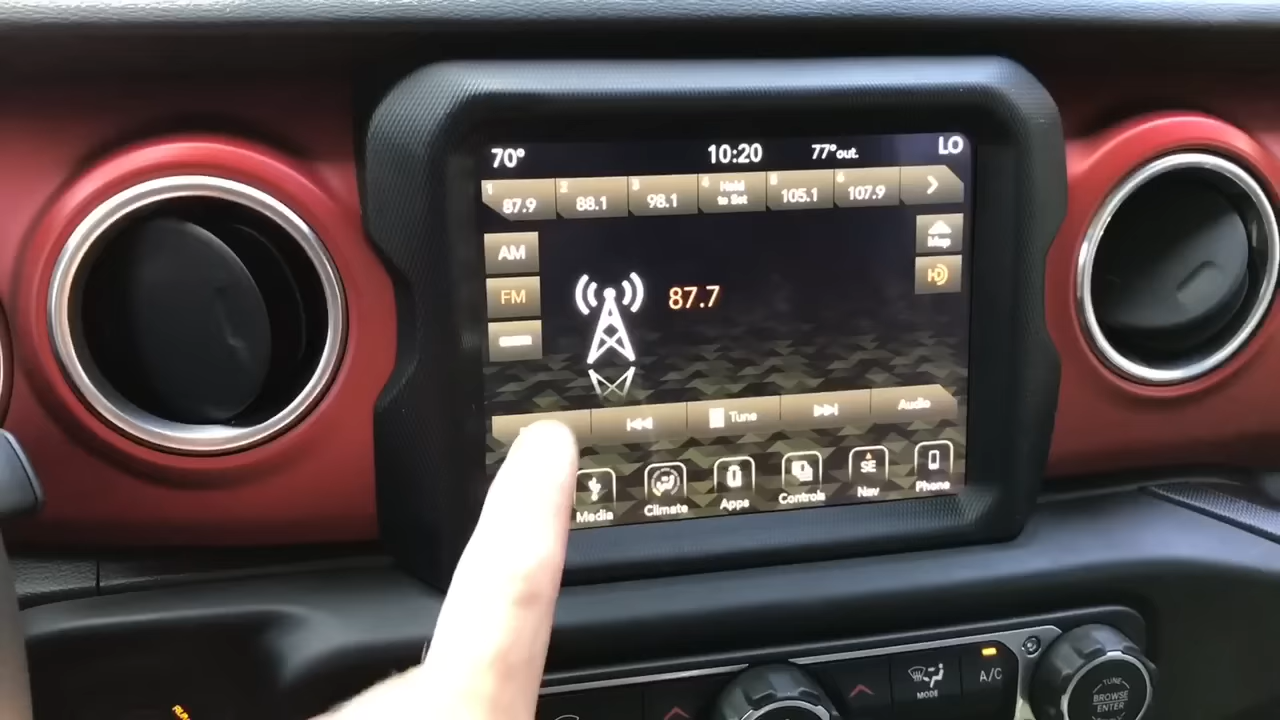 70° 10:20 77°out. LO
1 87.9 2 88.1 3 98.1 4 Hold to Set 5 105.1 6 107.9
AM
Map
FM
HD
87.7
Tune Audio
Media Climate Apps Controls SE Nav Phone
MODE
A/C
TUNE
BROWSE
ENTER